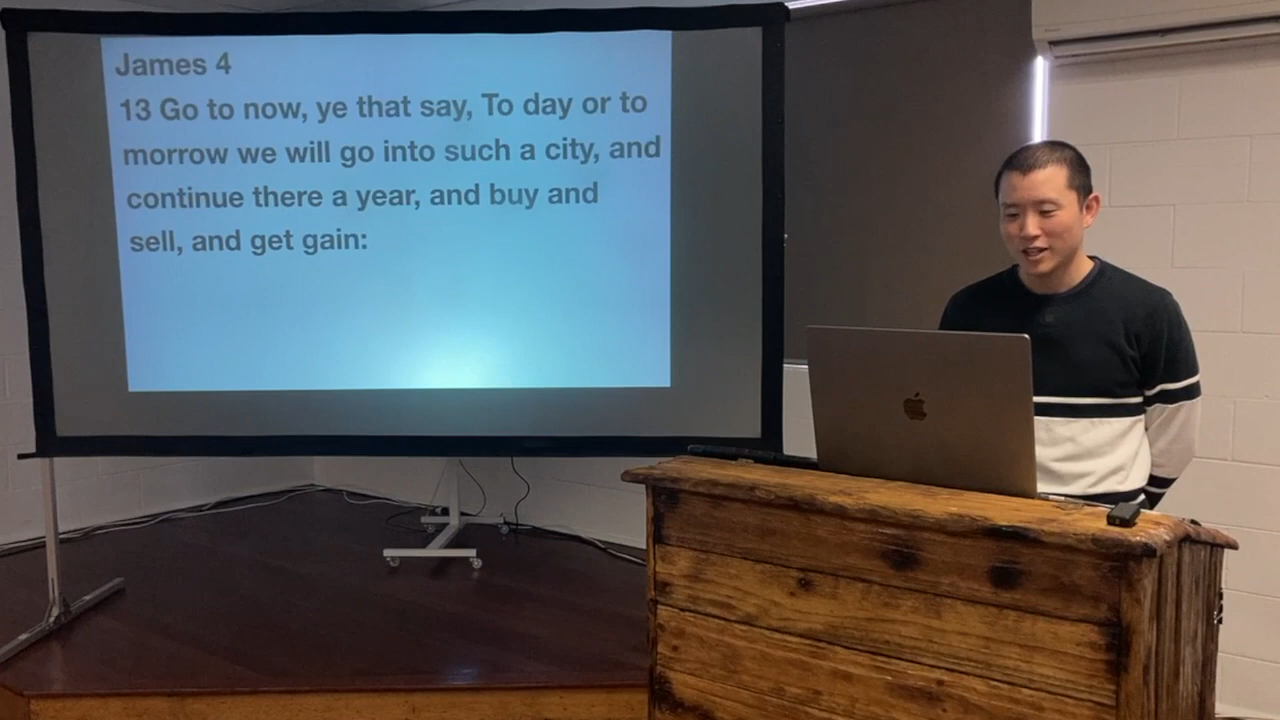 James 4
13 Go to now, ye that say, To day or to
morrow we will go into such a city, and
continue there a year, and buy and
sell, and get gain: